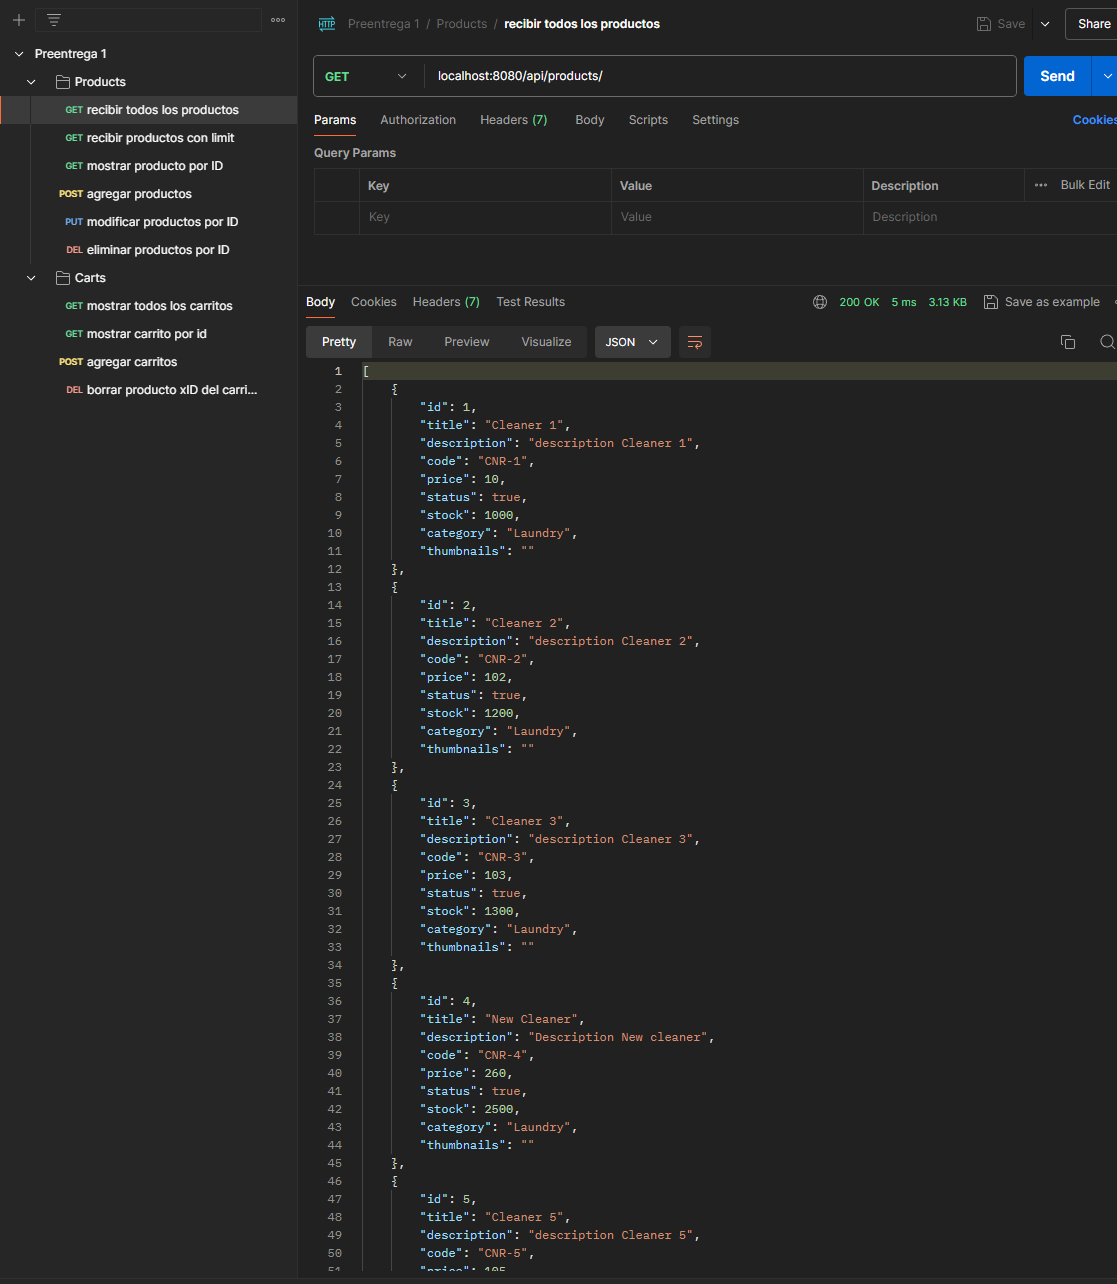 Preentrega 1
Products
GET recibir todos los productos
GET recibir productos con limit
GET mostrar producto por ID
POST agregar productos
PUT modificar productos por ID
DEL eliminar productos por ID
Carts
GET mostrar todos los carritos
GET mostrar carrito por id
POST agregar carritos
DEL borrar producto xID del carri...
HTTP Preentrega 1 / Products / recibir todos los productos
Save
Share
GET localhost:8080/api/products/
Send
Params Authorization Headers (7) Body Scripts Settings
Cookies
Query Params
Key Value Description ••• Bulk Edit
Key Value Description
Body Cookies Headers (7) Test Results
200 OK 5 ms 3.13 KB Save as example
Pretty Raw Preview Visualize JSON
1 [
2 {
3 "id": 1,
4 "title": "Cleaner 1",
5 "description": "description Cleaner 1",
6 "code": "CNR-1",
7 "price": 10,
8 "status": true,
9 "stock": 1000,
10 "category": "Laundry",
11 "thumbnails": ""
12 },
13 {
14 "id": 2,
15 "title": "Cleaner 2",
16 "description": "description Cleaner 2",
17 "code": "CNR-2",
18 "price": 102,
19 "status": true,
20 "stock": 1200,
21 "category": "Laundry",
22 "thumbnails": ""
23 },
24 {
25 "id": 3,
26 "title": "Cleaner 3",
27 "description": "description Cleaner 3",
28 "code": "CNR-3",
29 "price": 103,
30 "status": true,
31 "stock": 1300,
32 "category": "Laundry",
33 "thumbnails": ""
34 },
35 {
36 "id": 4,
37 "title": "New Cleaner",
38 "description": "Description New cleaner",
39 "code": "CNR-4",
40 "price": 260,
41 "status": true,
42 "stock": 2500,
43 "category": "Laundry",
44 "thumbnails": ""
45 },
46 {
47 "id": 5,
48 "title": "Cleaner 5",
49 "description": "description Cleaner 5",
50 "code": "CNR-5",
51 "price": 105,